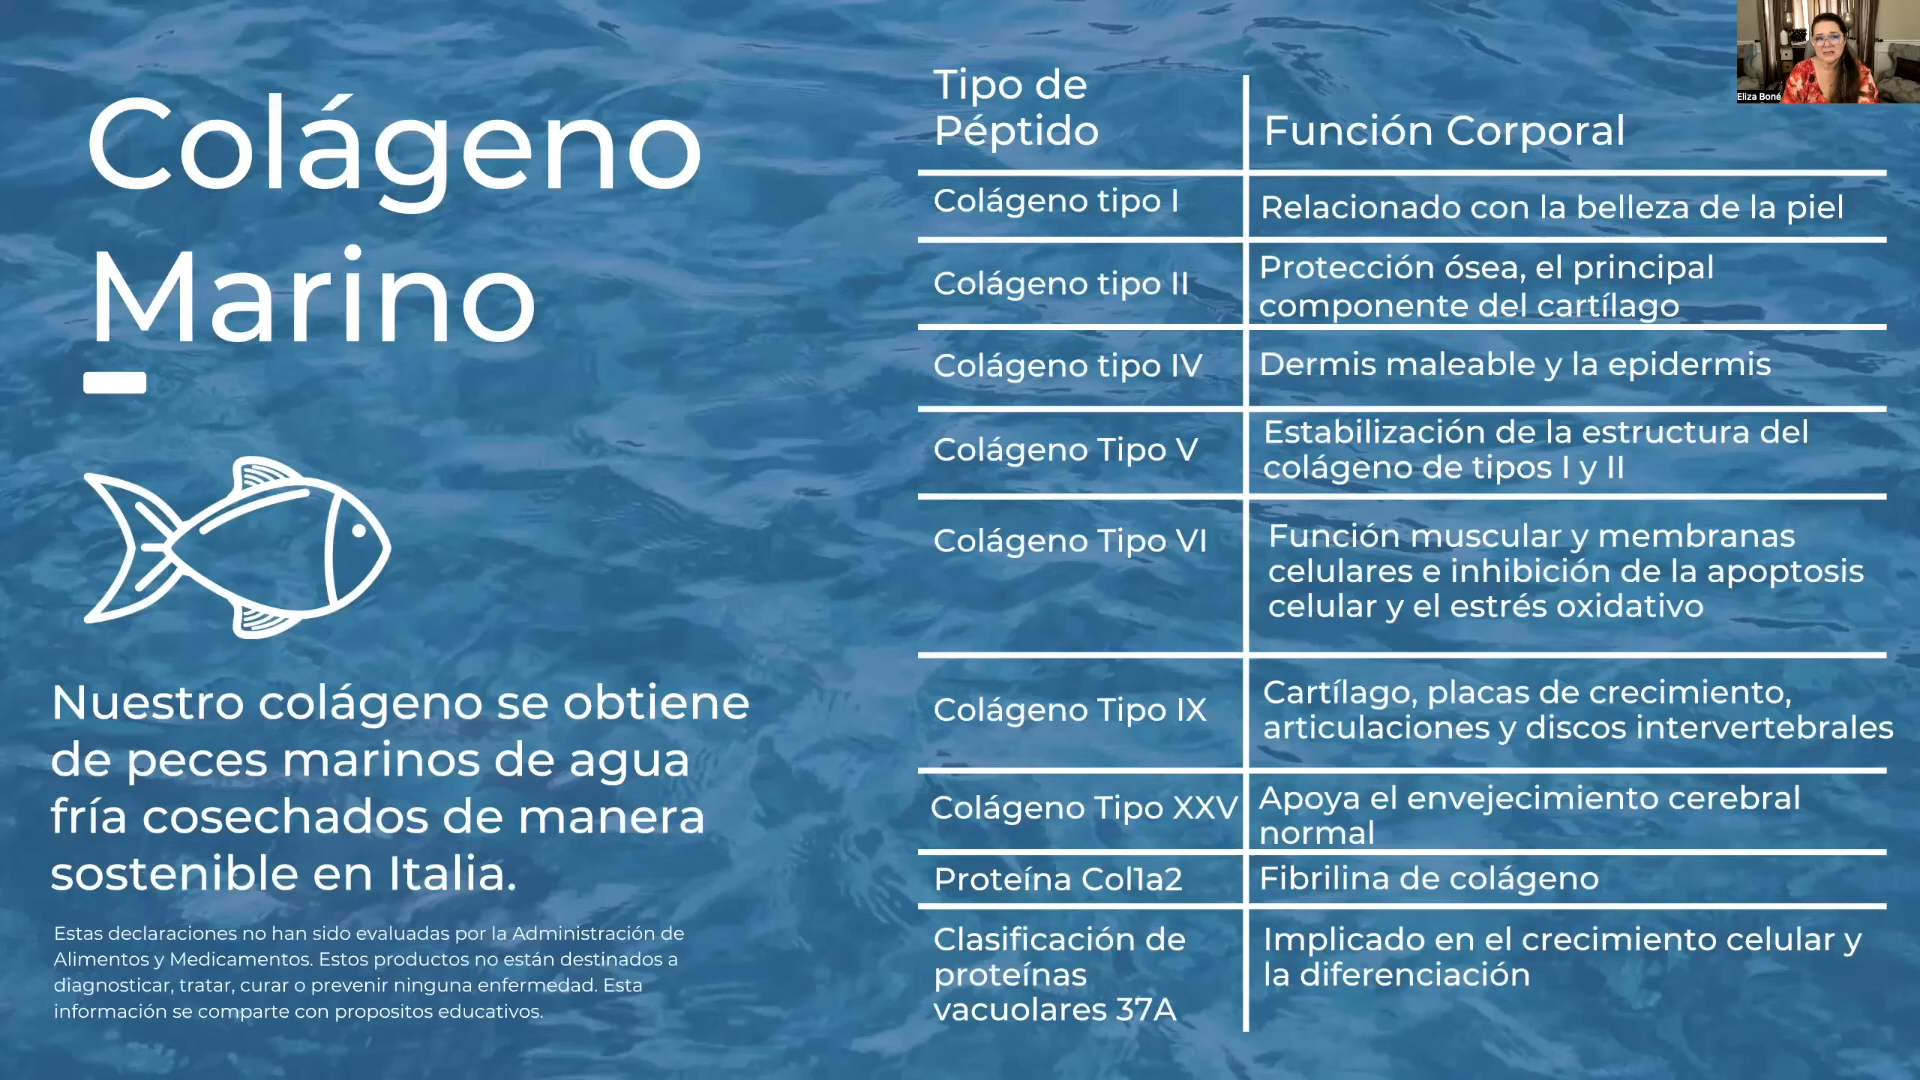 Colágeno
Marino
Nuestro colágeno se obtiene
de peces marinos de agua
fría cosechados de manera
sostenible en Italia.
Estas declaraciones no han sido evaluadas por la Administración de
Alimentos y Medicamentos. Estos productos no están destinados a
diagnosticar, tratar, curar o prevenir ninguna enfermedad. Esta
información se comparte con propositos educativos.
Tipo de
Péptido
Función Corporal
Colágeno tipo I
Relacionado con la belleza de la piel
Colágeno tipo II
Protección ósea, el principal
componente del cartílago
Colágeno tipo IV
Dermis maleable y la epidermis
Colágeno Tipo V
Estabilización de la estructura del
colágeno de tipos I y II
Colágeno Tipo VI
Función muscular y membranas
celulares e inhibición de la apoptosis
celular y el estrés oxidativo
Colágeno Tipo IX
Cartílago, placas de crecimiento,
articulaciones y discos intervertebrales
Colágeno Tipo XXV
Apoya el envejecimiento cerebral
normal
Proteína Col1a2
Fibrilina de colágeno
Clasificación de
proteínas
vacuolares 37A
Implicado en el crecimiento celular y
la diferenciación
Eliza Boné